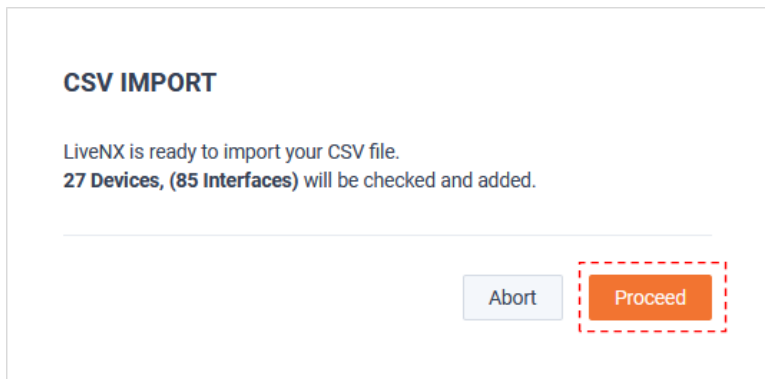 CSV IMPORT
LiveNX is ready to import your CSV file.
27 Devices, (85 Interfaces) will be checked and added.
Abort
Proceed